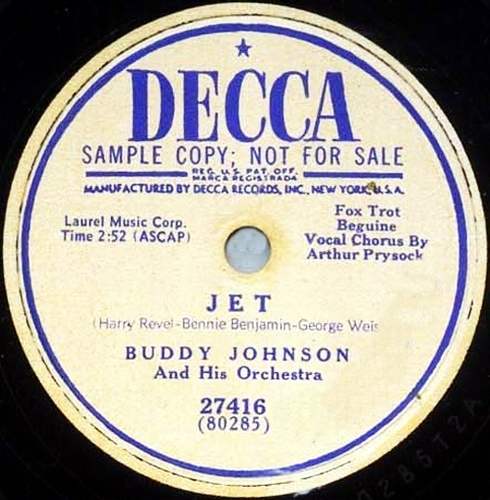 DECCA
SAMPLE COPY; NOT FOR SALE
REG. U.S. PAT. OFF.
MARCA REGISTRADA
MANUFACTURED BY DECCA RECORDS, INC., NEW YORK, U.S.A.
Laurel Music Corp.
Time 2:52 (ASCAP)
Fox Trot
Beguine
Vocal Chorus By
Arthur Prysock
JET
(Harry Revel-Bennie Benjamin-George Weis
BUDDY JOHNSON
And His Orchestra
27416
(80285)